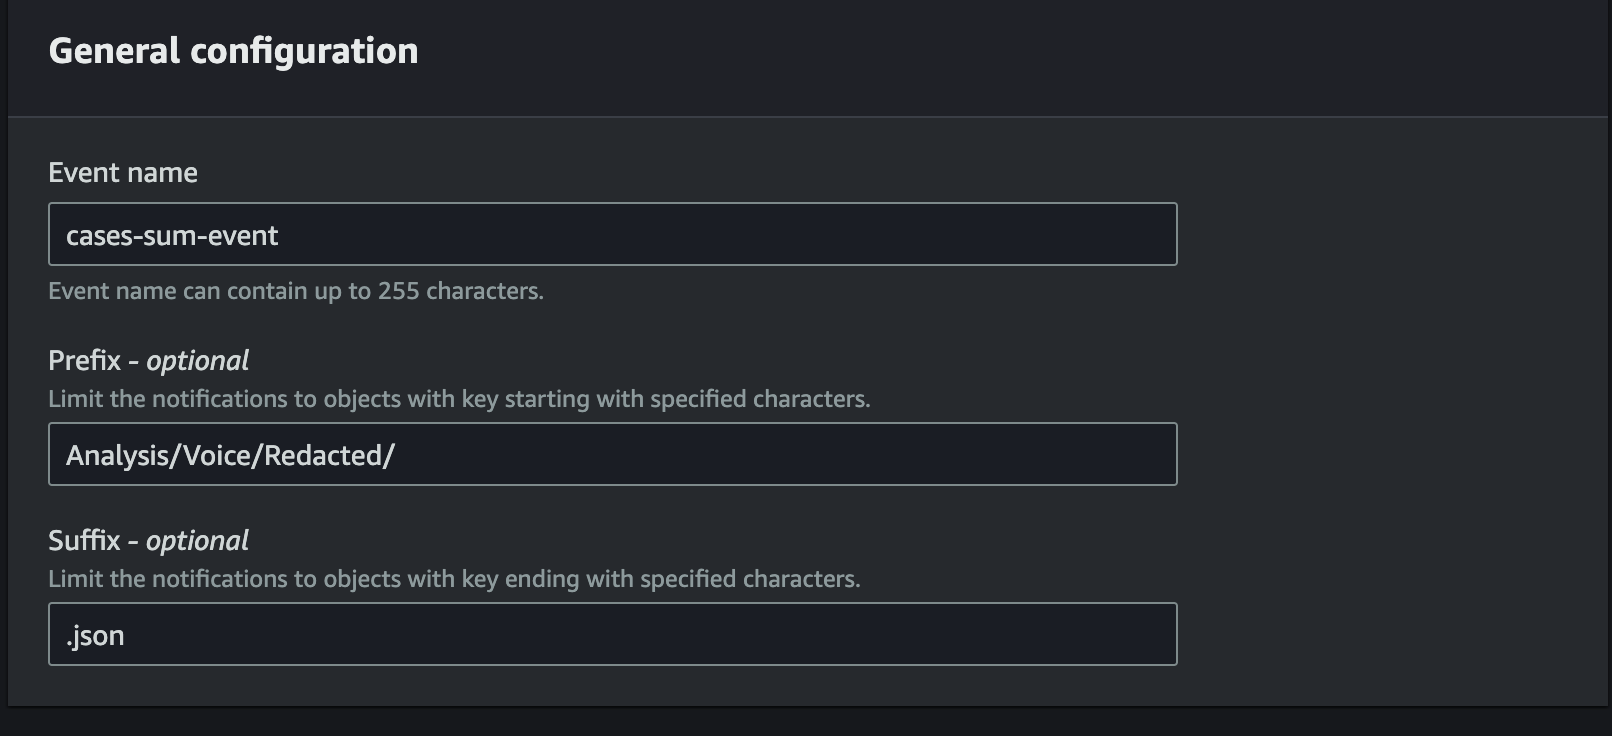 General configuration
Event name
cases-sum-event
Event name can contain up to 255 characters.
Prefix - optional
Limit the notifications to objects with key starting with specified characters.
Analysis/Voice/Redacted/
Suffix - optional
Limit the notifications to objects with key ending with specified characters.
.json